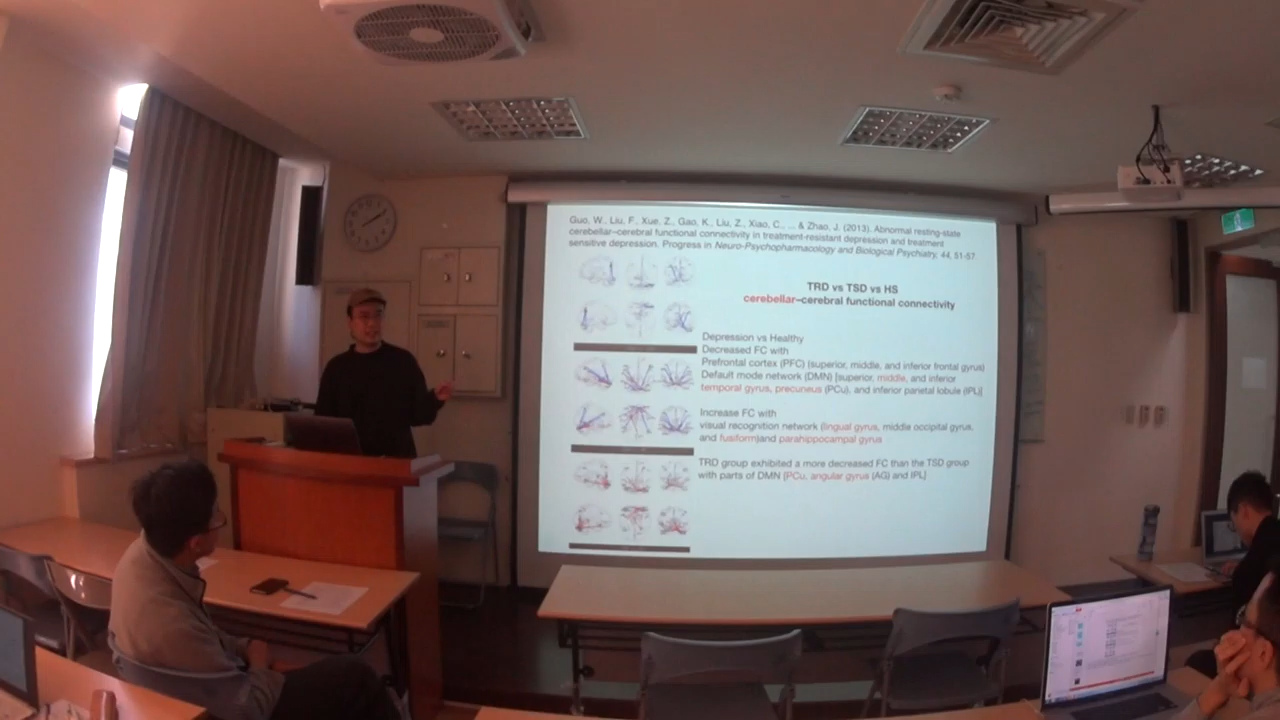 Guo, W., Liu, F., Xue, Z., Gao, K., Liu, Z., Xiao, C., ... & Zhao, J. (2013). Abnormal resting-state
cerebellar–cerebral functional connectivity in treatment-resistant depression and treatment
sensitive depression. Progress in Neuro-Psychopharmacology and Biological Psychiatry, 44, 51-57
TRD vs TSD vs HS
cerebellar–cerebral functional connectivity
Depression vs Healthy
Decreased FC with
Prefrontal cortex (PFC) (superior, middle, and inferior frontal gyrus)
Default mode network (DMN) [superior, middle, and inferior
temporal gyrus, precuneus (PCu), and inferior parietal lobule (IPL)]
Increase FC with
visual recognition network (lingual gyrus, middle occipital gyrus,
and fusiform)and parahippocampal gyrus
TRD group exhibited a more decreased FC than the TSD group
with parts of DMN [PCu, angular gyrus (AG) and IPL]